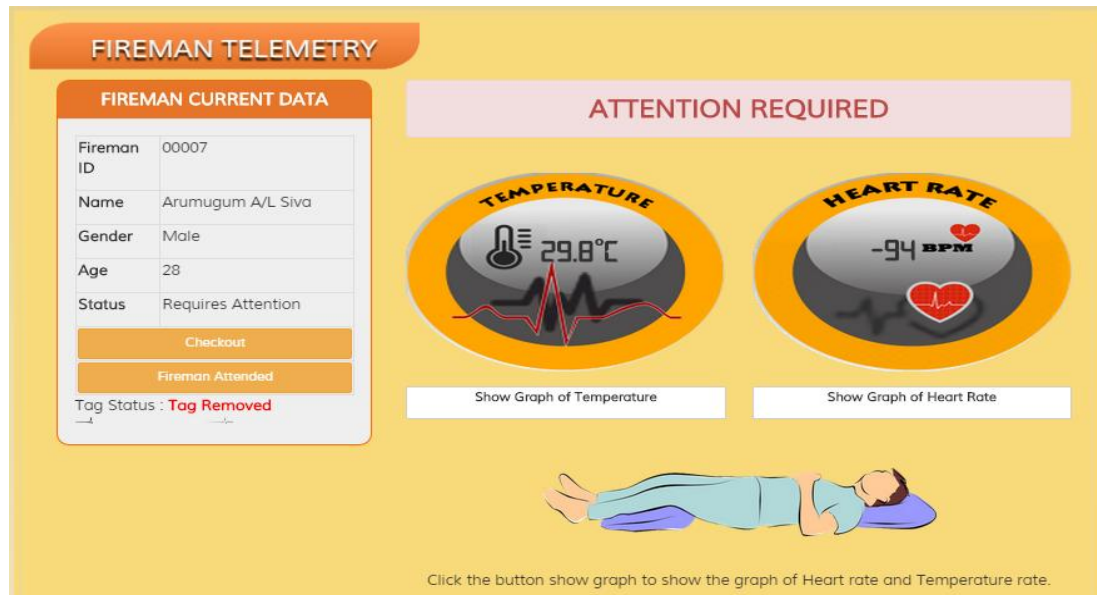 FIREMAN TELEMETRY
FIREMAN CURRENT DATA
Fireman ID 00007
Name Arumugum A/L Siva
Gender Male
Age 28
Status Requires Attention
Checkout
Fireman Attended
Tag Status : Tag Removed
ATTENTION REQUIRED
TEMPERATURE
29.8°C
HEART RATE
-94 BPM
Show Graph of Temperature
Show Graph of Heart Rate
Click the button show graph to show the graph of Heart rate and Temperature rate.